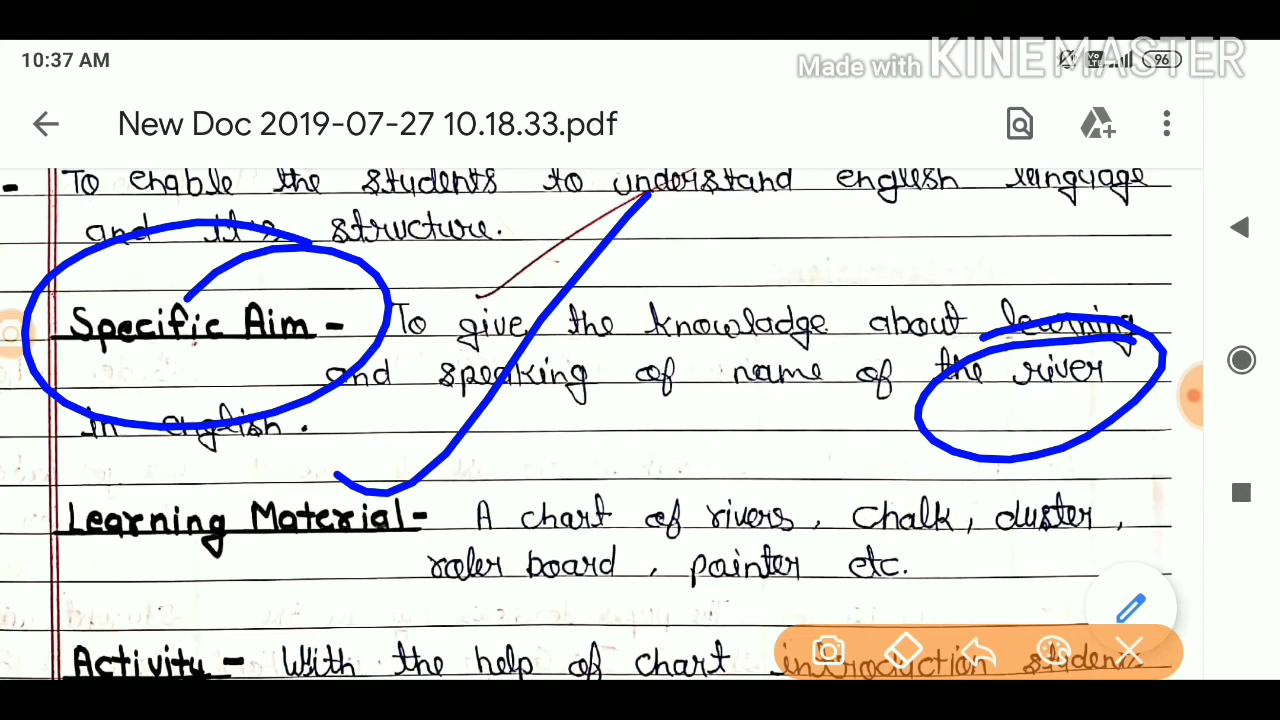 10:37 AM
Made with KINEMASTER
96
New Doc 2019-07-27 10.18.33.pdf
- To enable the students to understand english language
and its structure.
Specific Aim - To give the knowladge about learning
and speaking of name of the river
in english.
Learning Material- A chart of rivers, chalk, duster,
roler board, painter etc.
Activity - With the help of chart introduction students